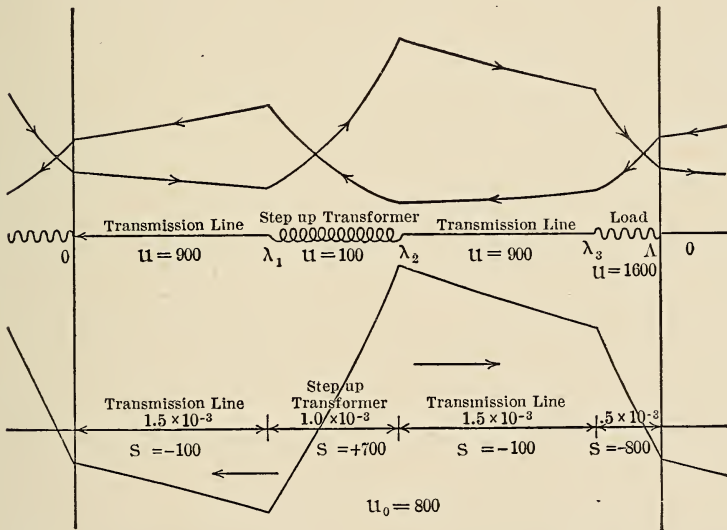 Transmission Line Step up Transformer Transmission Line Load
0 u = 900 λ₁ u = 100 λ₂ u = 900 λ₃ Λ 0
u = 1600
Step up
Transmission Line Transformer Transmission Line
1.5 × 10⁻³ 1.0 × 10⁻³ 1.5 × 10⁻³ .5 × 10⁻³
S = -100 S = +700 S = -100 S = -800
u₀ = 800